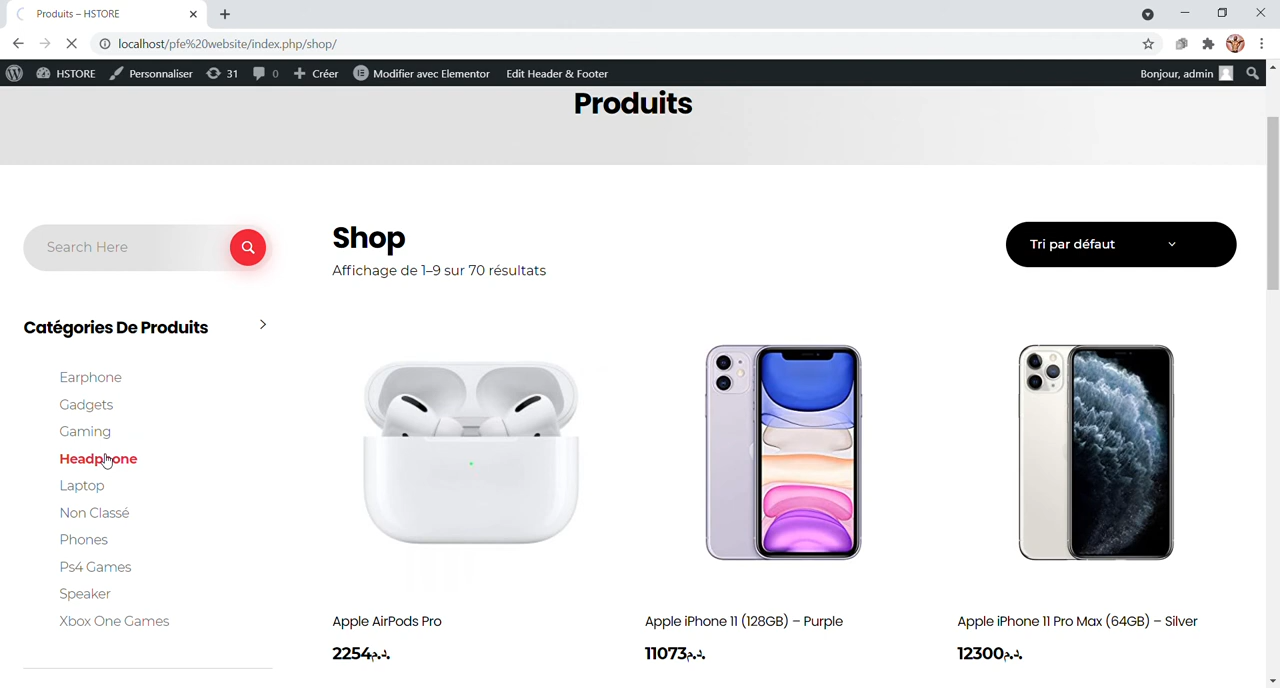 Produits – HSTORE
localhost/pfe%20website/index.php/shop/
HSTORE Personnaliser 31 0 Créer Modifier avec Elementor Edit Header & Footer Bonjour, admin
Produits
Search Here
Shop
Affichage de 1–9 sur 70 résultats
Tri par défaut
Catégories De Produits
Earphone
Gadgets
Gaming
Headphone
Laptop
Non Classé
Phones
Ps4 Games
Speaker
Xbox One Games
Apple AirPods Pro
2254د.م.
Apple iPhone 11 (128GB) – Purple
11073د.م.
Apple iPhone 11 Pro Max (64GB) – Silver
12300د.م.